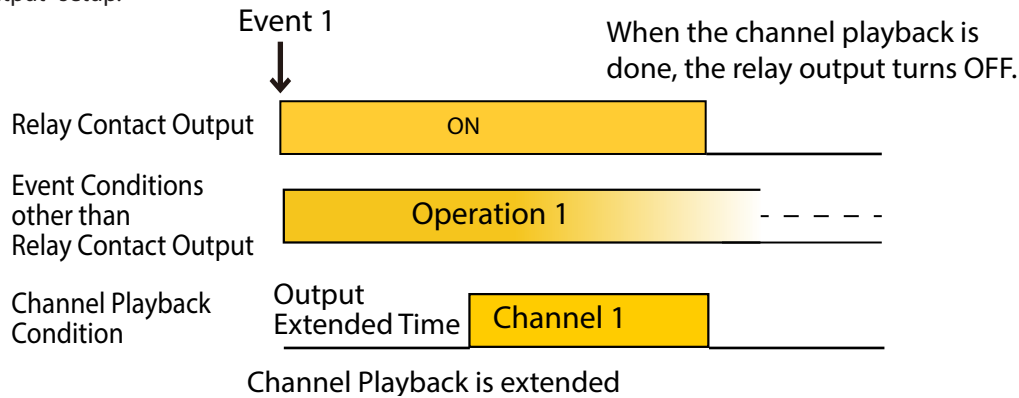 setup.
Event 1
When the channel playback is
done, the relay output turns OFF.
Relay Contact Output
ON
Event Conditions
other than
Relay Contact Output
Operation 1
Channel Playback
Condition
Output
Extended Time
Channel 1
Channel Playback is extended